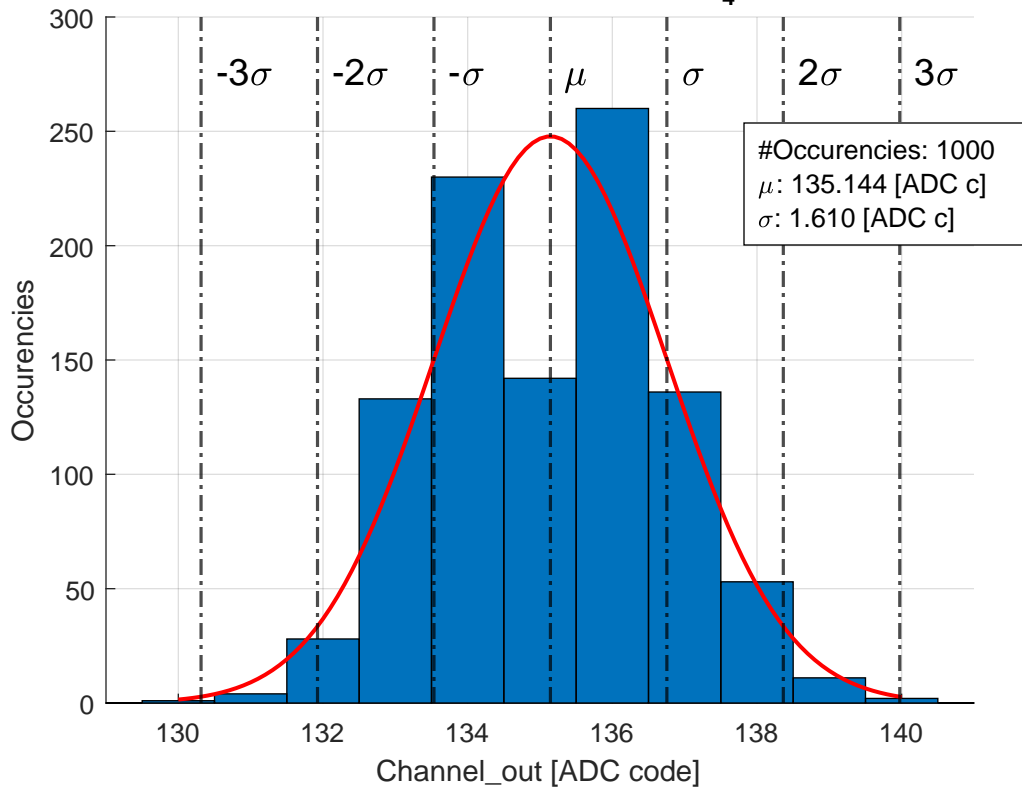 4
300
250
200
150
100
50
0
-3σ -2σ -σ μ σ 2σ 3σ
#Occurencies: 1000
μ: 135.144 [ADC c]
σ: 1.610 [ADC c]
Occurencies
130 132 134 136 138 140
Channel_out [ADC code]